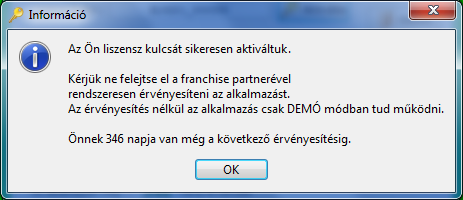 Információ
Az Ön liszensz kulcsát sikeresen aktiváltuk.
Kérjük ne felejtse el a franchise partnerével
rendszeresen érvényesíteni az alkalmazást.
Az érvényesítés nélkül az alkalmazás csak DEMÓ módban tud működni.
Önnek 346 napja van még a következő érvényesítésig.
OK